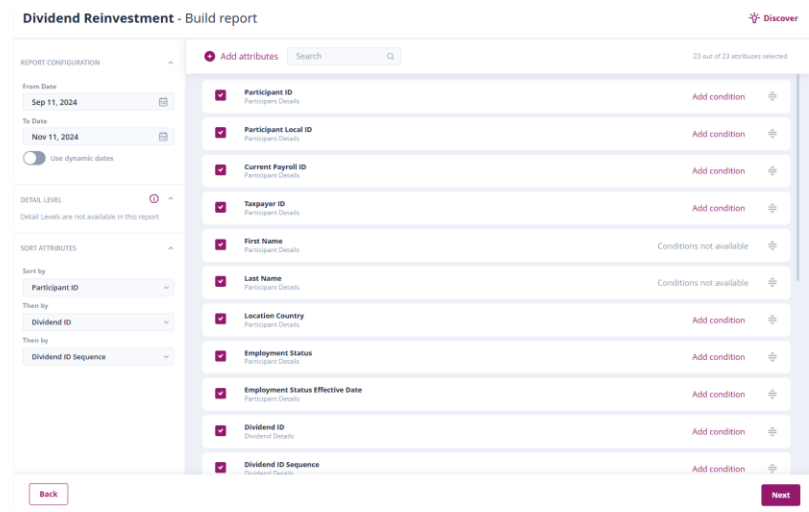 Dividend Reinvestment - Build report
Discover
REPORT CONFIGURATION
From Date
Sep 11, 2024
To Date
Nov 11, 2024
Use dynamic dates
DETAIL LEVEL
Detail Levels are not available in this report
SORT ATTRIBUTES
Sort by
Participant ID
Then by
Dividend ID
Then by
Dividend ID Sequence
Add attributes
Search
23 out of 23 attributes selected
Participant ID
Participant Details
Add condition
Participant Local ID
Participant Details
Add condition
Current Payroll ID
Participant Details
Add condition
Taxpayer ID
Participant Details
Add condition
First Name
Participant Details
Conditions not available
Last Name
Participant Details
Conditions not available
Location Country
Participant Details
Add condition
Employment Status
Participant Details
Add condition
Employment Status Effective Date
Participant Details
Add condition
Dividend ID
Dividend Details
Add condition
Dividend ID Sequence
Dividend Details
Add condition
Back
Next